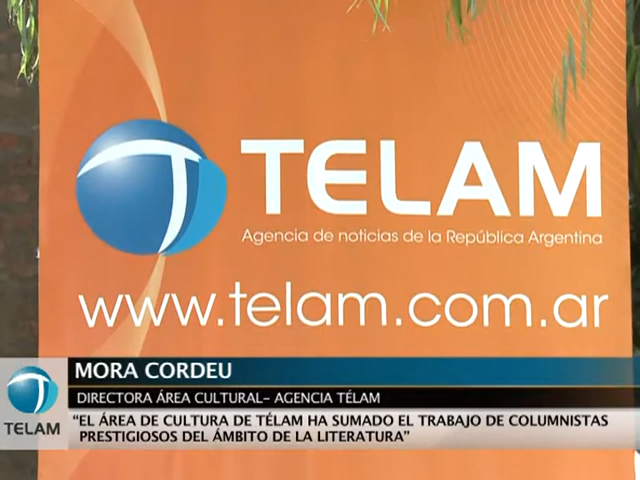 TELAM
Agencia de noticias de la República Argentina
www.telam.com.ar
MORA CORDEU
DIRECTORA ÁREA CULTURAL- AGENCIA TÉLAM
"EL ÁREA DE CULTURA DE TÉLAM HA SUMADO EL TRABAJO DE COLUMNISTAS
PRESTIGIOSOS DEL ÁMBITO DE LA LITERATURA"
TELAM